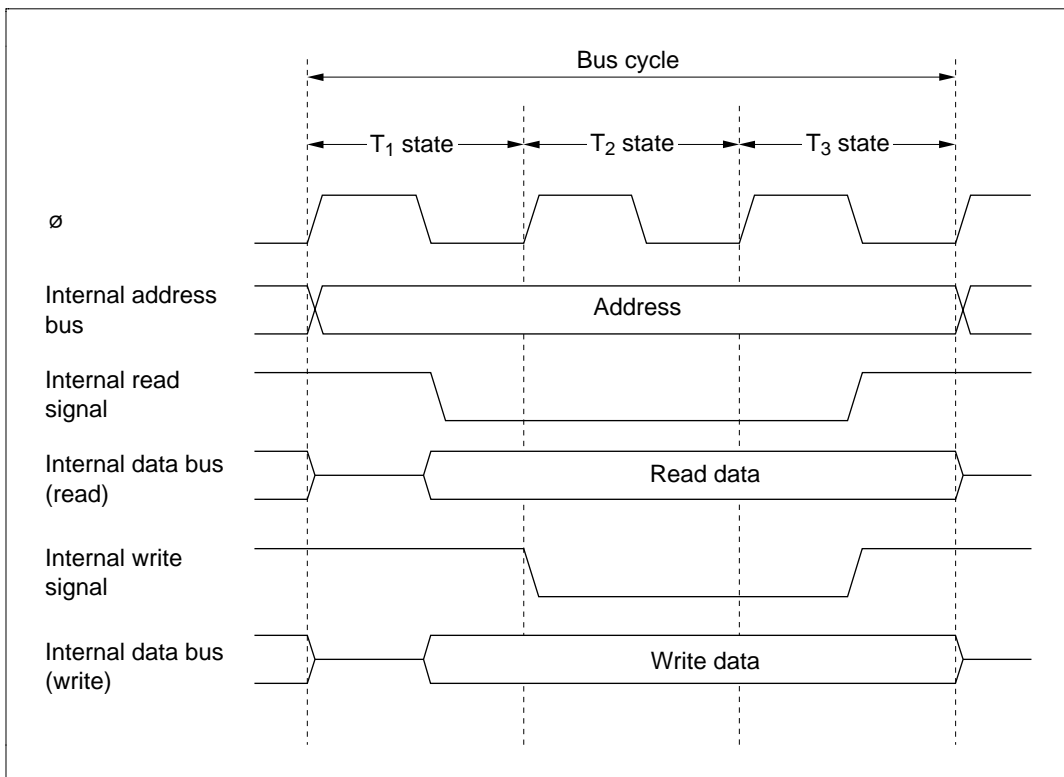 Bus cycle
T₁ state
T₂ state
T₃ state
ø
Internal address
bus
Address
Internal read
signal
Internal data bus
(read)
Read data
Internal write
signal
Internal data bus
(write)
Write data